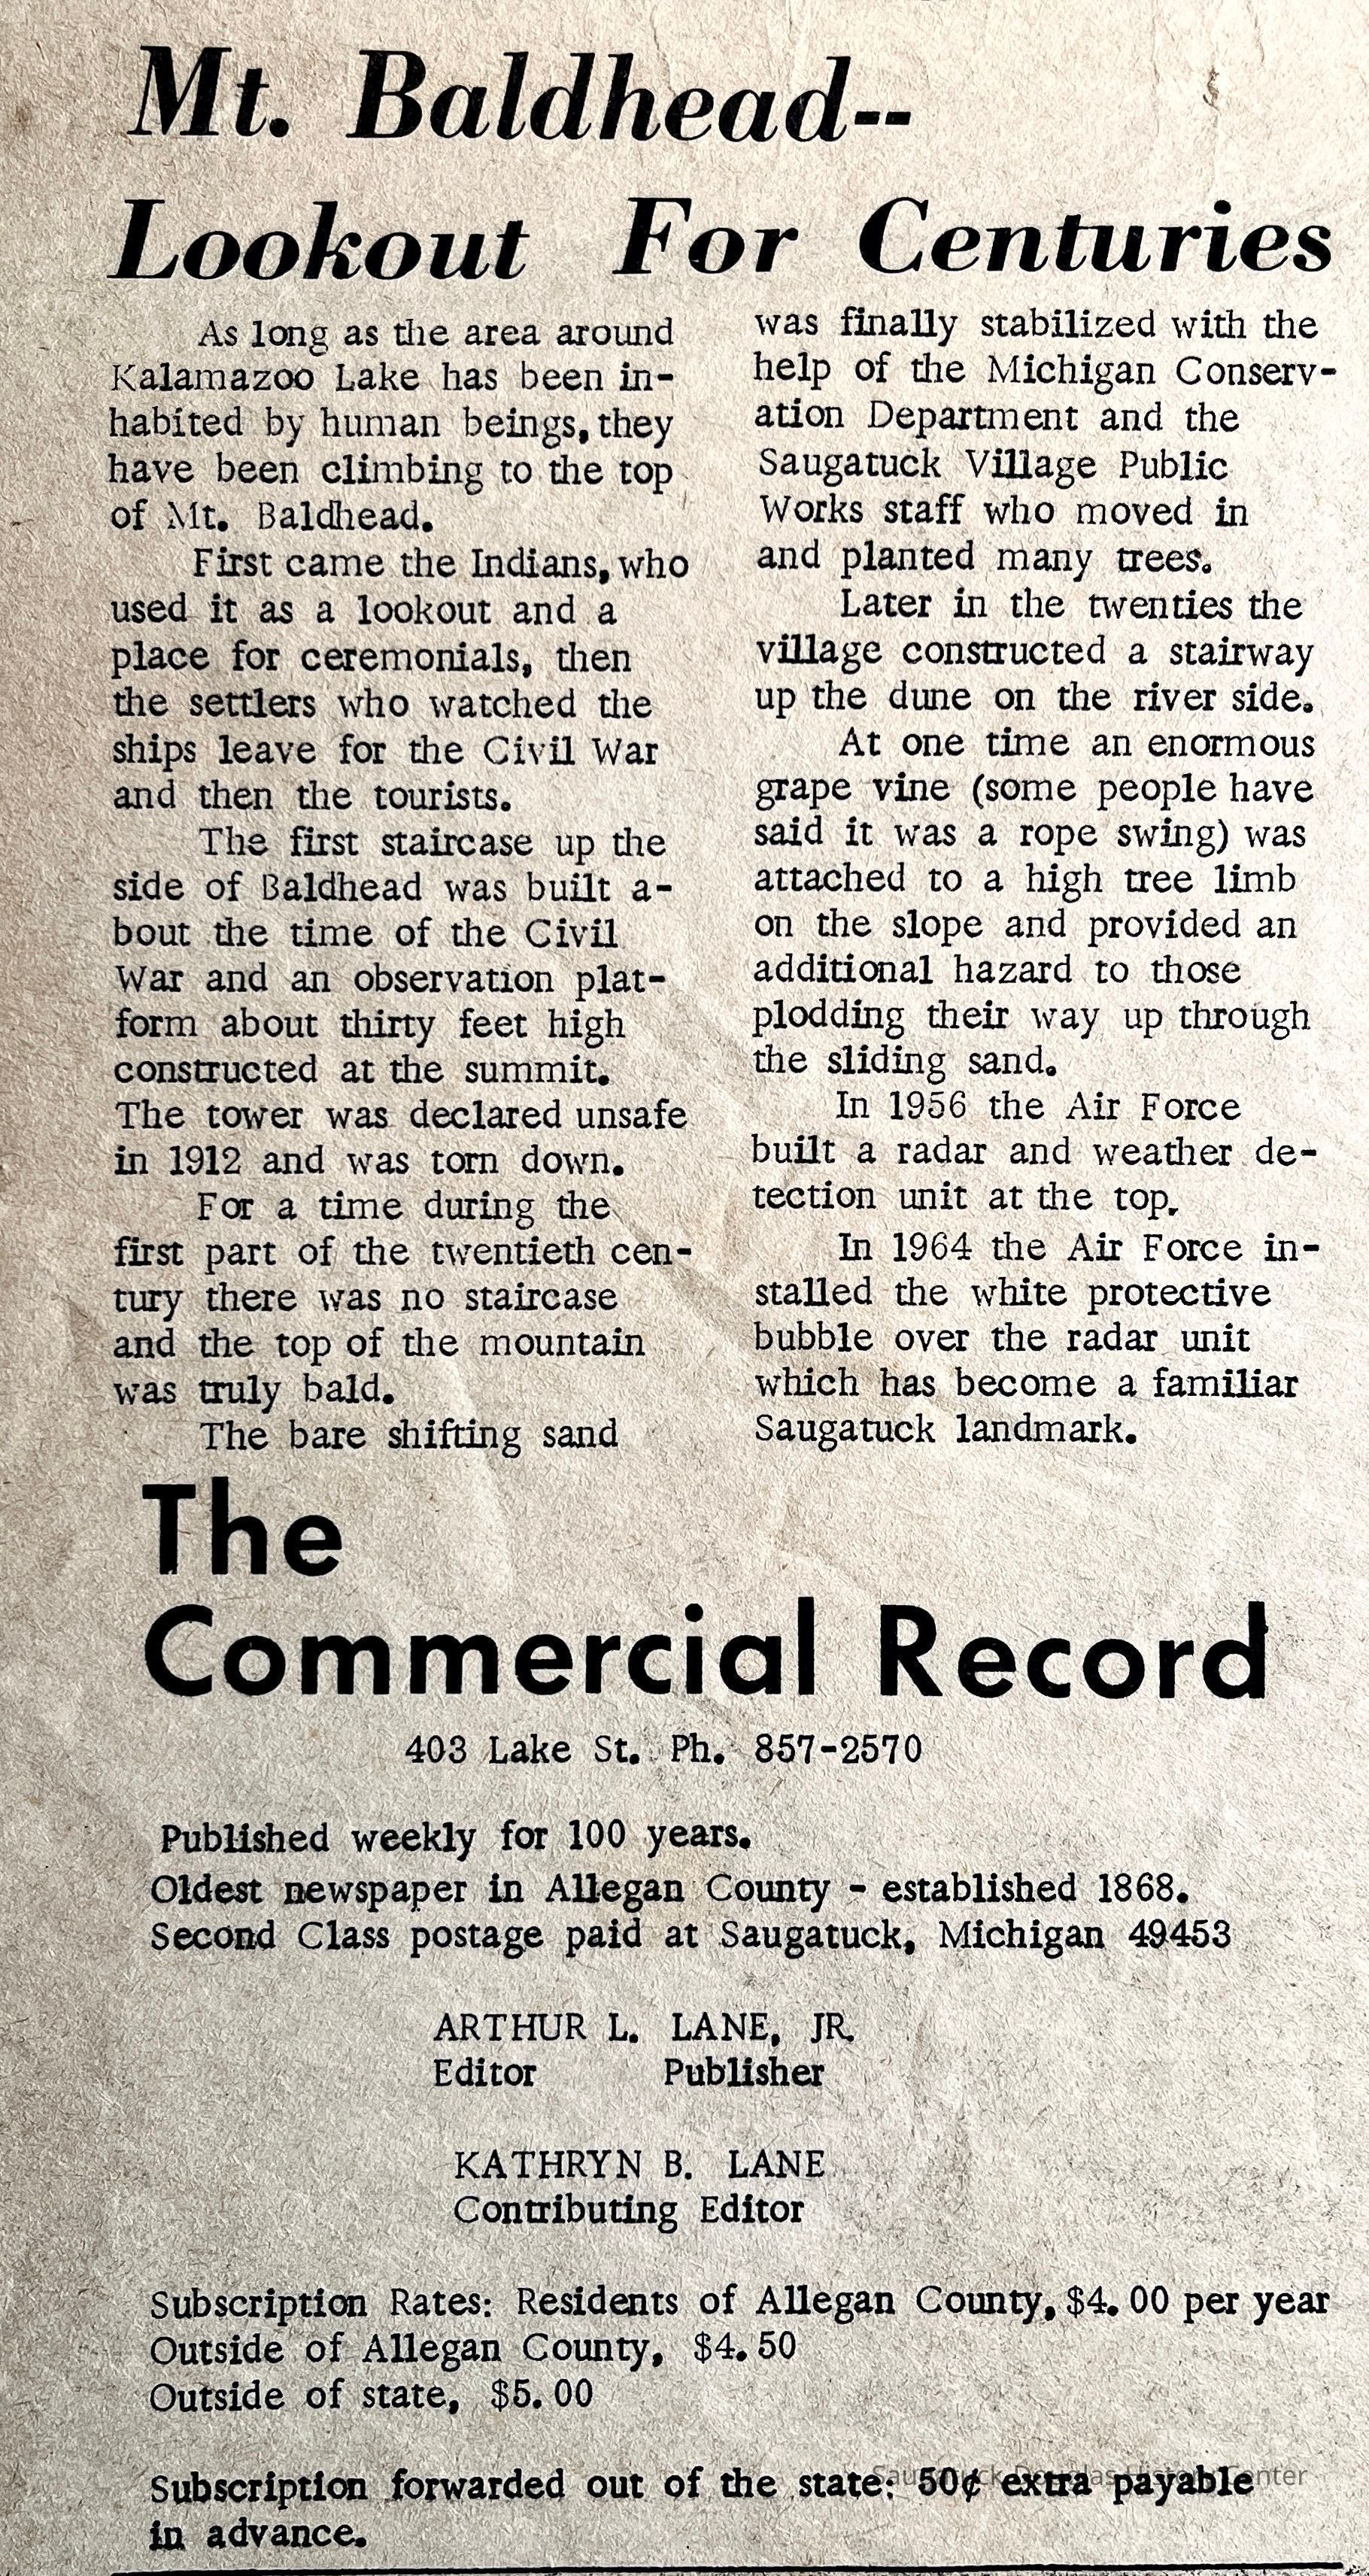 Mt. Baldhead--
Lookout For Centuries
As long as the area around
Kalamazoo Lake has been in-
habited by human beings, they
have been climbing to the top
of Mt. Baldhead.
First came the Indians, who
used it as a lookout and a
place for ceremonials, then
the settlers who watched the
ships leave for the Civil War
and then the tourists.
The first staircase up the
side of Baldhead was built a-
bout the time of the Civil
War and an observation plat-
form about thirty feet high
constructed at the summit.
The tower was declared unsafe
in 1912 and was torn down.
For a time during the
first part of the twentieth cen-
tury there was no staircase
and the top of the mountain
was truly bald.
The bare shifting sand
was finally stabilized with the
help of the Michigan Conserv-
ation Department and the
Saugatuck Village Public
Works staff who moved in
and planted many trees.
Later in the twenties the
village constructed a stairway
up the dune on the river side.
At one time an enormous
grape vine (some people have
said it was a rope swing) was
attached to a high tree limb
on the slope and provided an
additional hazard to those
plodding their way up through
the sliding sand.
In 1956 the Air Force
built a radar and weather de-
tection unit at the top.
In 1964 the Air Force in-
stalled the white protective
bubble over the radar unit
which has become a familiar
Saugatuck landmark.
The
Commercial Record
403 Lake St. Ph. 857-2570
Published weekly for 100 years.
Oldest newspaper in Allegan County - established 1868.
Second Class postage paid at Saugatuck, Michigan 49453
ARTHUR L. LANE, JR.
Editor Publisher
KATHRYN B. LANE
Contributing Editor
Subscription Rates: Residents of Allegan County, $4.00 per year
Outside of Allegan County, $4.50
Outside of state, $5.00
Subscription forwarded out of the state: 50¢ extra payable
in advance.
Saugatuck-Douglas History Center